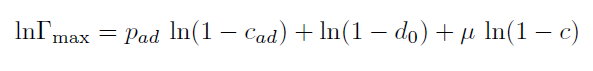 lnΓ_max = p_ad ln(1 − c_ad) + ln(1 − d_0) + μ ln(1 − c)